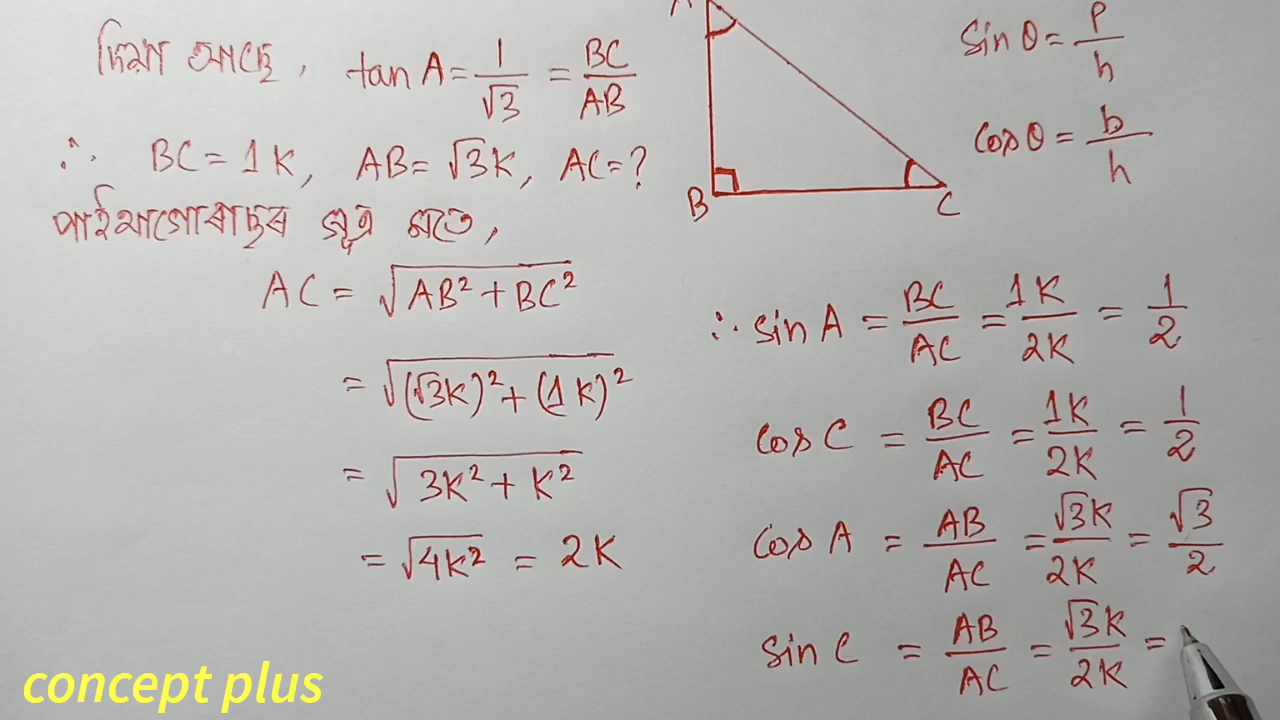 দিয়া আছে, tan A = 1/√3 = BC/AB
∴ BC = 1K, AB = √3K, AC = ?
পাইথাগোৰাছৰ সূত্ৰ মতে,
AC = √(AB² + BC²)
= √((√3K)² + (1K)²)
= √(3K² + K²)
= √(4K²) = 2K
A
B
C
sin θ = p/h
cos θ = b/h
∴ sin A = BC/AC = 1K/2K = 1/2
cos C = BC/AC = 1K/2K = 1/2
cos A = AB/AC = √3K/2K = √3/2
sin C = AB/AC = √3K/2K =
concept plus